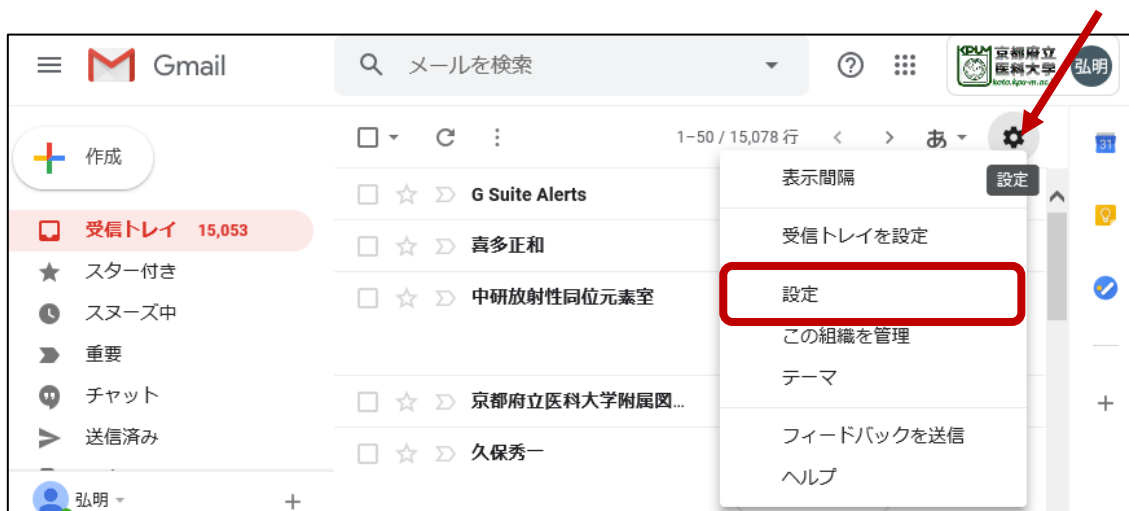 Gmail
メールを検索
KPUM 京都府立
医科大学
弘明
作成
1–50 / 15,078 行
あ
31
表示間隔
設定
G Suite Alerts
受信トレイ 15,053
受信トレイを設定
喜多正和
スター付き
中研放射性同位元素室
設定
スヌーズ中
この組織を管理
重要
テーマ
チャット
京都府立医科大学附属図...
送信済み
フィードバックを送信
久保秀一
ヘルプ
弘明